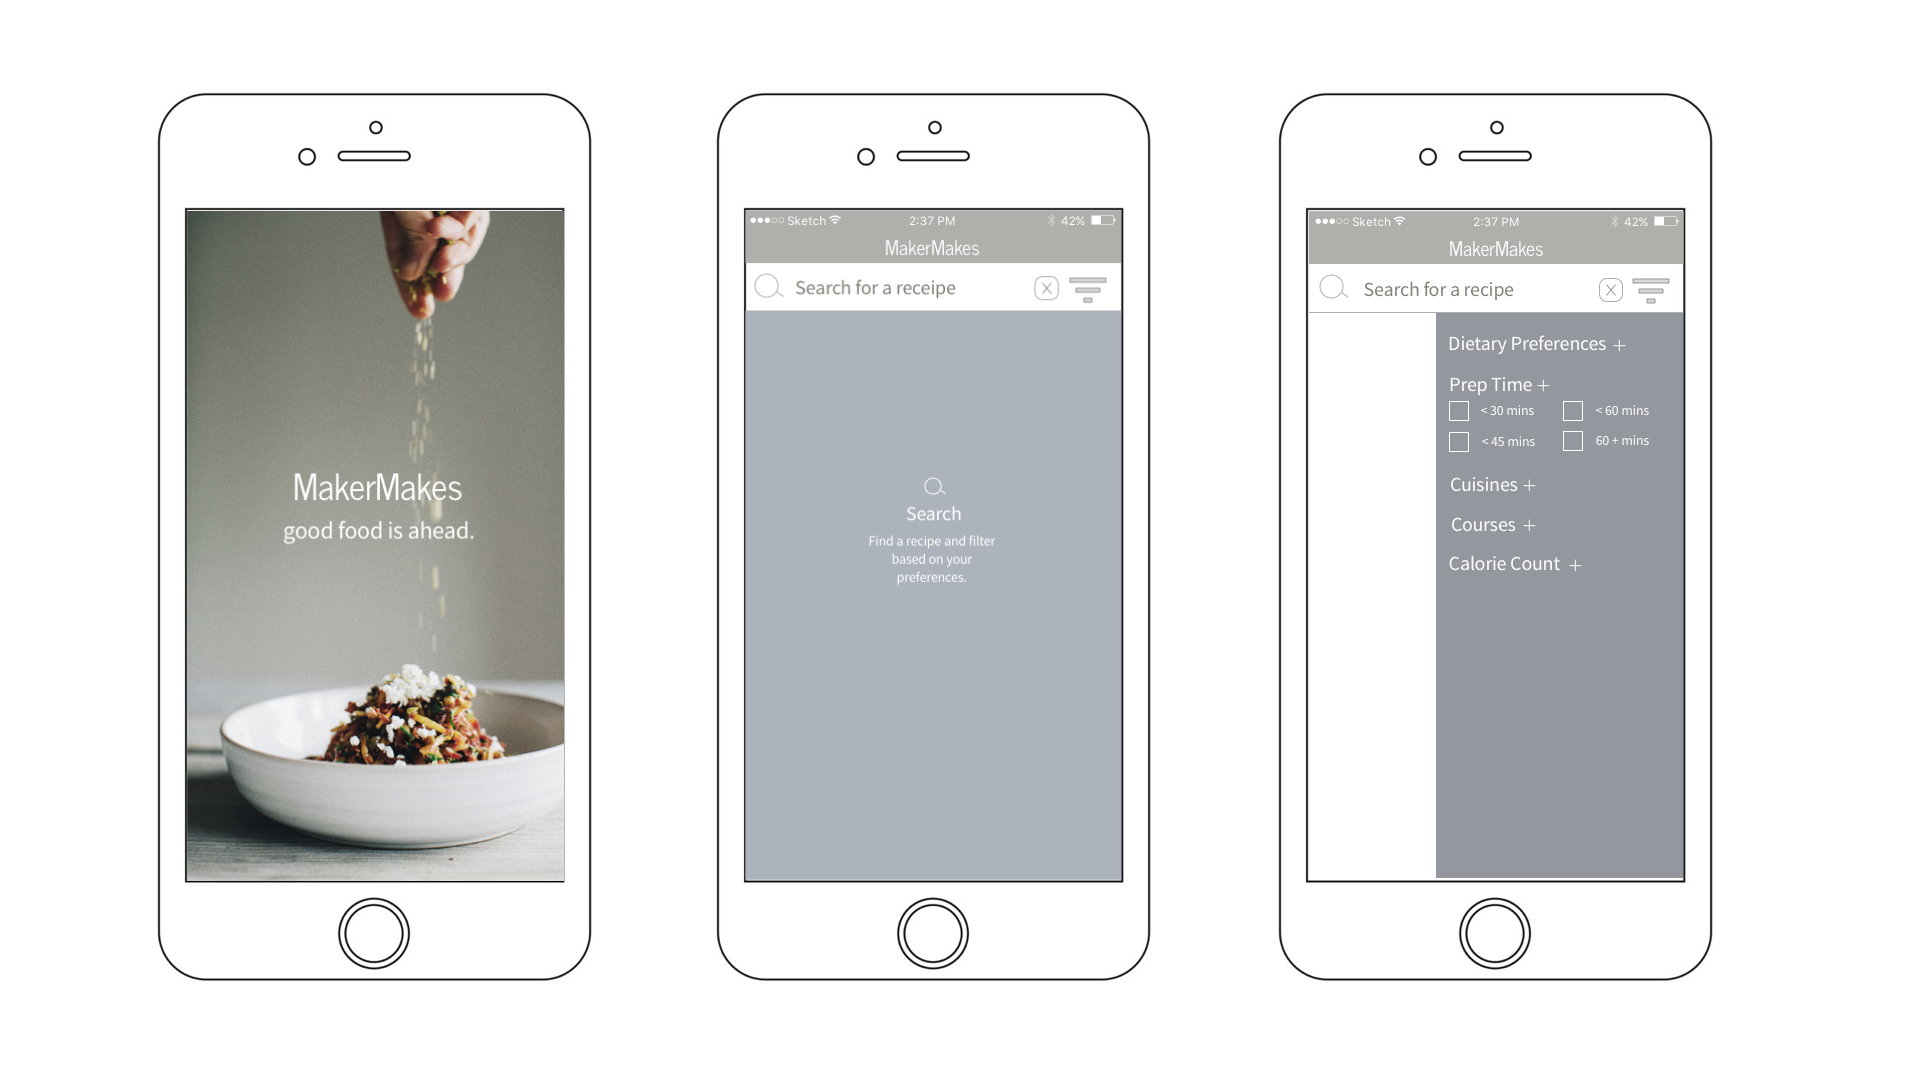 MakerMakes
good food is ahead.
Sketch 2:37 PM 42%
MakerMakes
Search for a receipe X
Search
Find a recipe and filter
based on your
preferences.
Sketch 2:37 PM 42%
MakerMakes
Search for a recipe X
Dietary Preferences +
Prep Time +
< 30 mins < 60 mins
< 45 mins 60 + mins
Cuisines +
Courses +
Calorie Count +